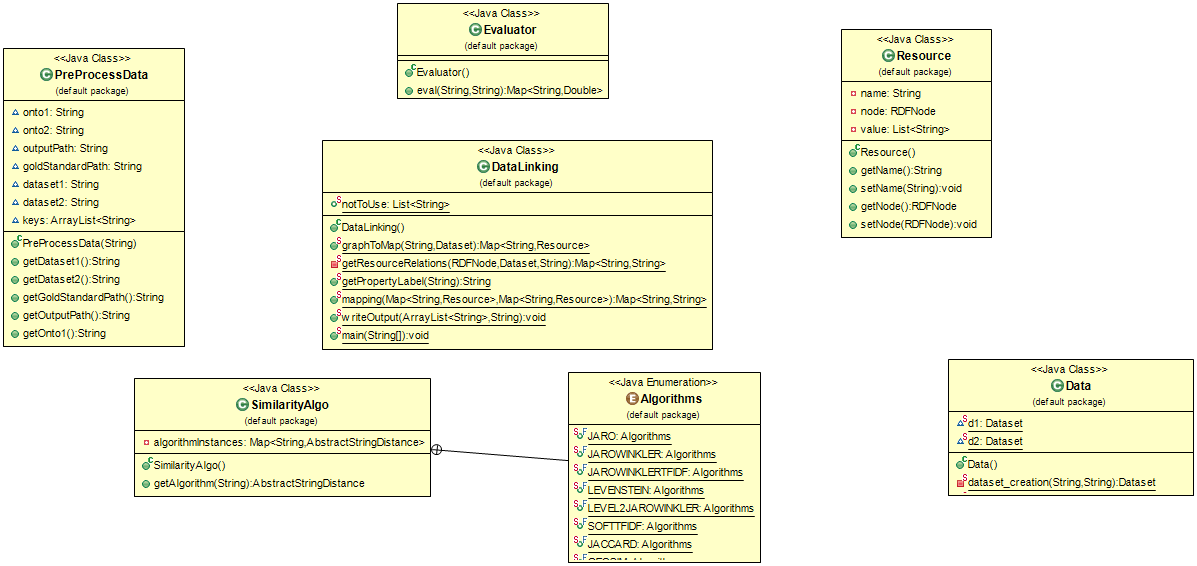 <<Java Class>>
PreProcessData
(default package)
onto1: String
onto2: String
outputPath: String
goldStandardPath: String
dataset1: String
dataset2: String
keys: ArrayList<String>
PreProcessData(String)
getDataset1():String
getDataset2():String
getGoldStandardPath():String
getOutputPath():String
getOnto1():String
<<Java Class>>
Evaluator
(default package)
Evaluator()
eval(String,String):Map<String,Double>
<<Java Class>>
Resource
(default package)
name: String
node: RDFNode
value: List<String>
Resource()
getName():String
setName(String):void
getNode():RDFNode
setNode(RDFNode):void
<<Java Class>>
DataLinking
(default package)
notToUse: List<String>
DataLinking()
graphToMap(String,Dataset):Map<String,Resource>
getResourceRelations(RDFNode,Dataset,String):Map<String,String>
getPropertyLabel(String):String
mapping(Map<String,Resource>,Map<String,Resource>):Map<String,String>
writeOutput(ArrayList<String>,String):void
main(String[]):void
<<Java Class>>
SimilarityAlgo
(default package)
algorithmInstances: Map<String,AbstractStringDistance>
SimilarityAlgo()
getAlgorithm(String):AbstractStringDistance
<<Java Enumeration>>
Algorithms
(default package)
JARO: Algorithms
JAROWINKLER: Algorithms
JAROWINKLERTFIDF: Algorithms
LEVENSTEIN: Algorithms
LEVEL2JAROWINKLER: Algorithms
SOFTTFIDF: Algorithms
JACCARD: Algorithms
<<Java Class>>
Data
(default package)
d1: Dataset
d2: Dataset
Data()
dataset_creation(String,String):Dataset